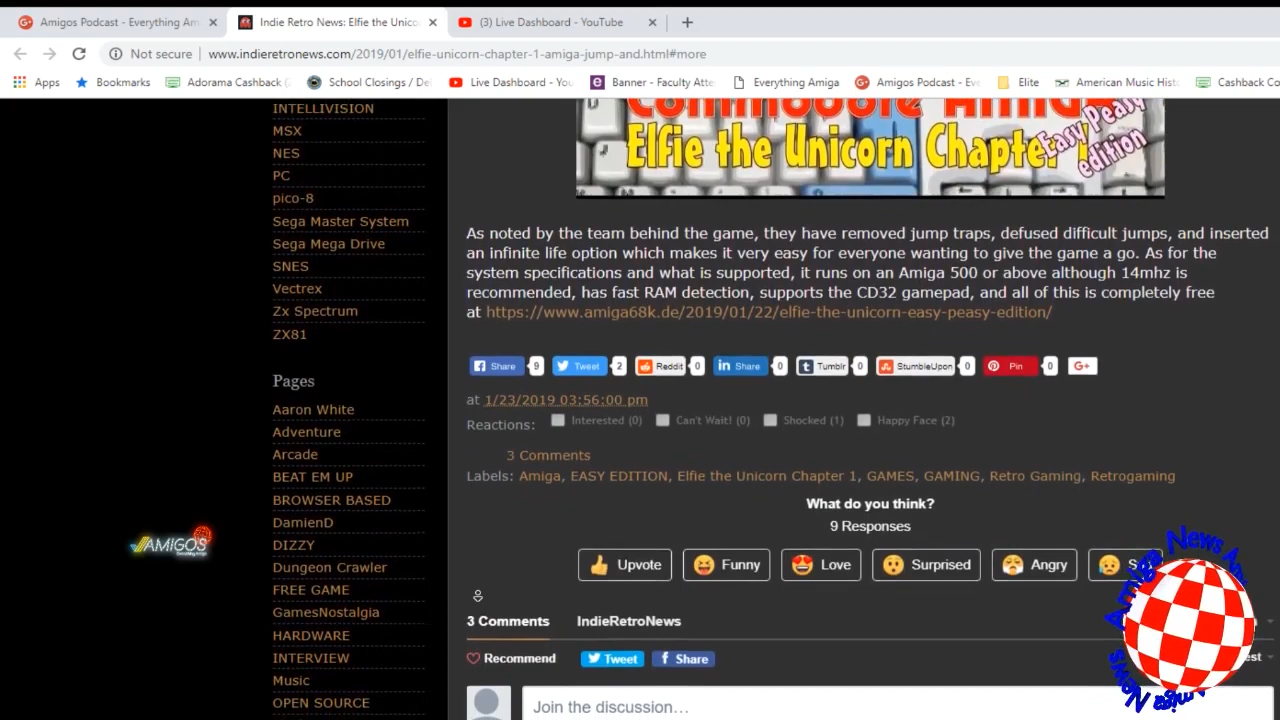 Amigos Podcast - Everything Am
Indie Retro News: Elfie the Unico
(3) Live Dashboard - YouTube
Not secure | www.indieretronews.com/2019/01/elfie-unicorn-chapter-1-amiga-jump-and.html#more
Apps
Bookmarks
Adorama Cashback
School Closings / De
Live Dashboard - You
Banner - Faculty Atte
Everything Amiga
Amigos Podcast - Eve
Elite
American Music Hist
Cashback Co
INTELLIVISION
MSX
NES
PC
pico-8
Sega Master System
Sega Mega Drive
SNES
Vectrex
Zx Spectrum
ZX81
Pages
Aaron White
Adventure
Arcade
BEAT EM UP
BROWSER BASED
DamienD
DIZZY
Dungeon Crawler
FREE GAME
GamesNostalgia
HARDWARE
INTERVIEW
Music
OPEN SOURCE
AMIGOS
Commodore Amiga
Elfie the Unicorn Chapter
Easy Peasy
edition
As noted by the team behind the game, they have removed jump traps, defused difficult jumps, and inserted
an infinite life option which makes it very easy for everyone wanting to give the game a go. As for the
system specifications and what is supported, it runs on an Amiga 500 or above although 14mhz is
recommended, has fast RAM detection, supports the CD32 gamepad, and all of this is completely free
at https://www.amiga68k.de/2019/01/22/elfie-the-unicorn-easy-peasy-edition/
Share 9 Tweet 2 Reddit 0 Share 0 Tumblr 0 StumbleUpon 0 Pin 0 G+
at 1/23/2019 03:56:00 pm
Reactions: Interested (0) Can't Wait! (0) Shocked (1) Happy Face (2)
3 Comments
Labels: Amiga, EASY EDITION, Elfie the Unicorn Chapter 1, GAMES, GAMING, Retro Gaming, Retrogaming
What do you think?
9 Responses
Upvote Funny Love Surprised Angry
3 Comments IndieRetroNews
Recommend Tweet Share
Join the discussion…
Amiga News